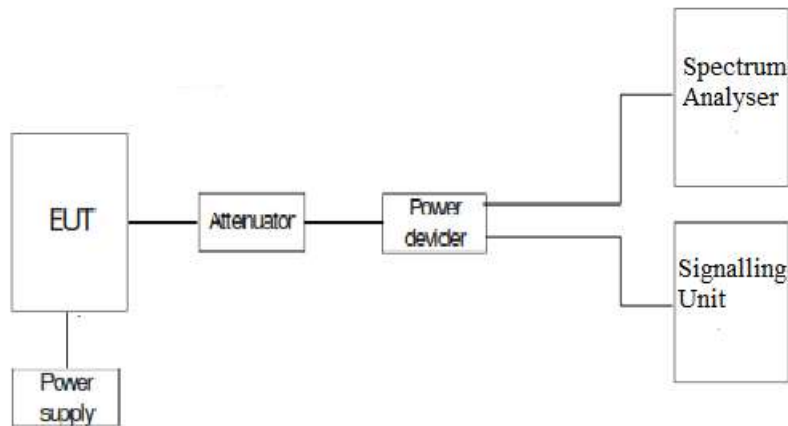 Spectrum
Analyser
EUT
Attenuator
Power
devider
Signalling
Unit
Power
supply